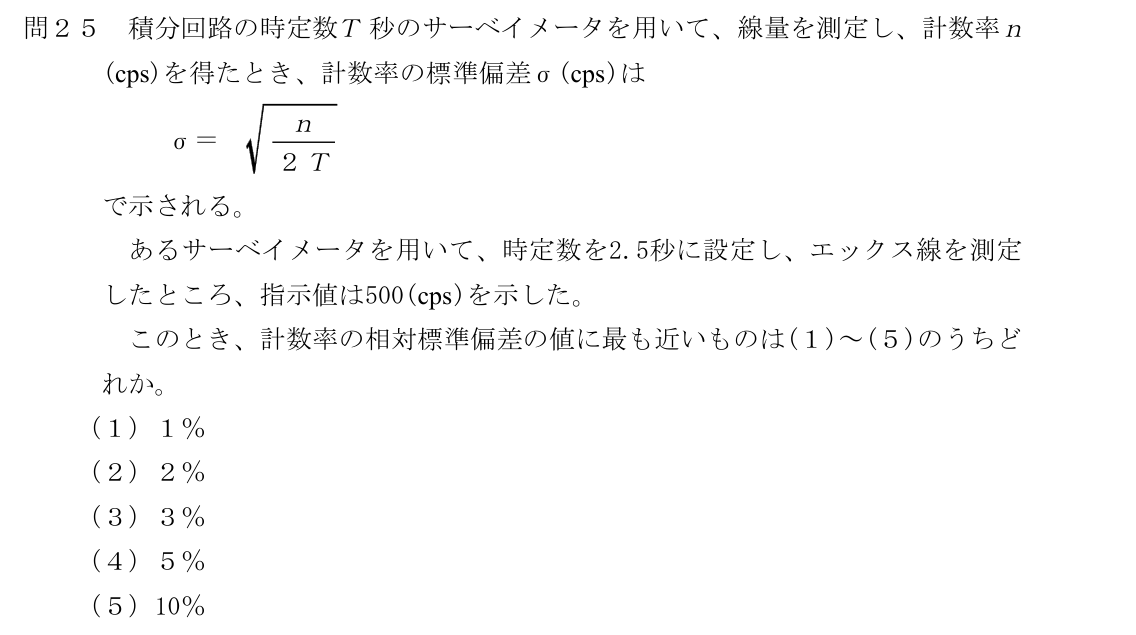 問２５　積分回路の時定数T 秒のサーベイメータを用いて、線量を測定し、計数率n
(cps)を得たとき、計数率の標準偏差σ(cps)は
σ＝ √(n / 2 T)
で示される。
あるサーベイメータを用いて、時定数を2.5秒に設定し、エックス線を測定
したところ、指示値は500(cps)を示した。
このとき、計数率の相対標準偏差の値に最も近いものは(１)～(５)のうちど
れか。
(１) １％
(２) ２％
(３) ３％
(４) ５％
(５) 10％